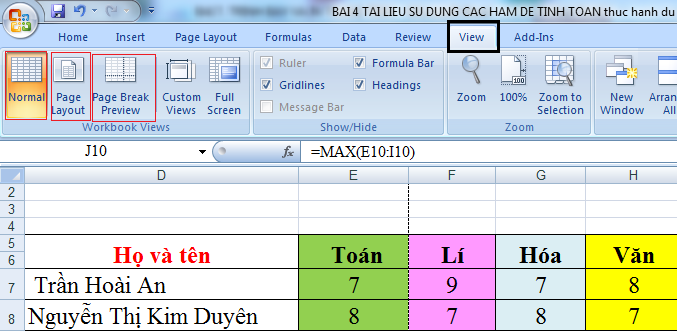 BAI 4 TAI LIEU SU DUNG CAC HAM DE TINH TOAN thuc hanh du
Home Insert Page Layout Formulas Data Review View Add-Ins
Normal Page Layout Page Break Preview Custom Views Full Screen
Workbook Views
Ruler Formula Bar
Gridlines Headings
Message Bar
Show/Hide
Zoom 100% Zoom to Selection
Zoom
New Window Arran All
J10 fx =MAX(E10:I10)
D E F G H
2
3
4
5
6 Họ và tên Toán Lí Hóa Văn
7 Trần Hoài An 7 9 7 8
8 Nguyễn Thị Kim Duyên 8 7 8 7